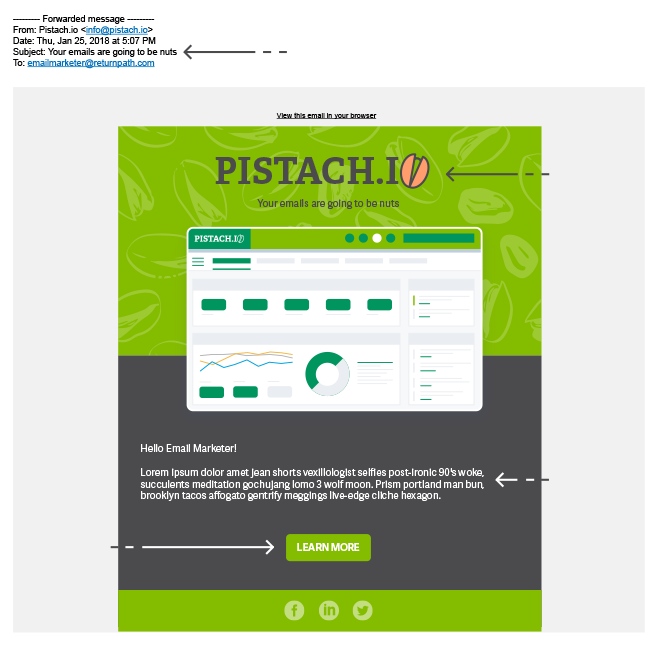 ---------- Forwarded message ----------
From: Pistach.io <info@pistach.io>
Date: Thu, Jan 25, 2018 at 5:07 PM
Subject: Your emails are going to be nuts
To: emailmarketer@returnpath.com
View this email in your browser
PISTACH.IO
Your emails are going to be nuts
PISTACH.IO
Hello Email Marketer!
Lorem ipsum dolor amet jean shorts vexillologist selfies post-ironic 90's woke,
succulents meditation gochujang lomo 3 wolf moon. Prism portland man bun,
brooklyn tacos affogato gentrify meggings live-edge cliche hexagon.
LEARN MORE
f in